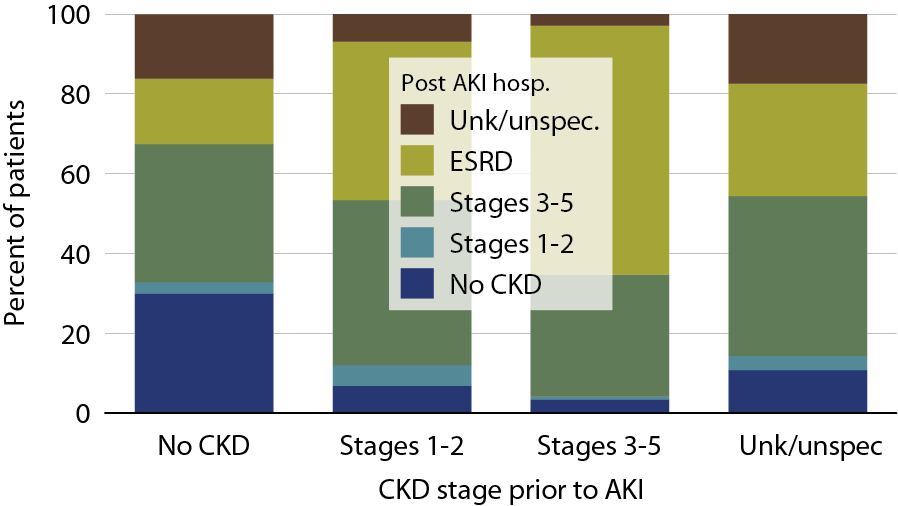 100
80
60
40
20
0
Percent of patients
Post AKI hosp.
Unk/unspec.
ESRD
Stages 3-5
Stages 1-2
No CKD
No CKD
Stages 1-2
Stages 3-5
Unk/unspec
CKD stage prior to AKI